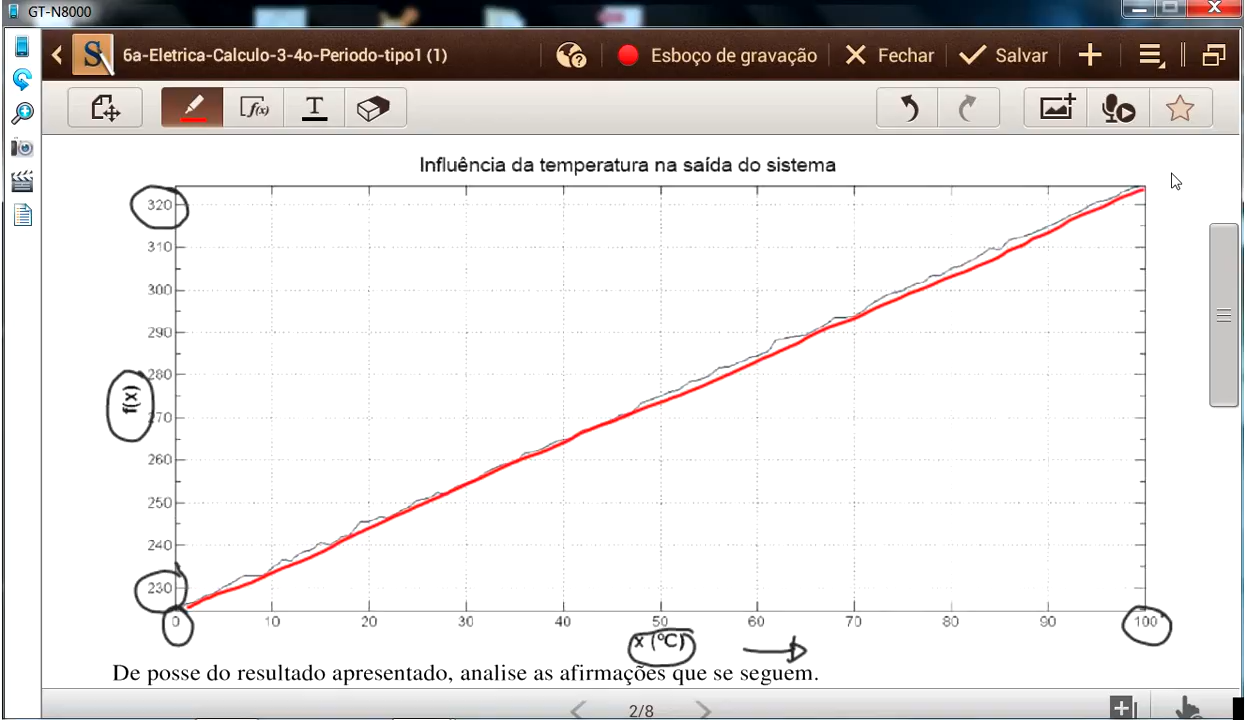 GT-N8000
6a-Eletrica-Calculo-3-4o-Periodo-tipo1 (1)
Esboço de gravação
Fechar
Salvar
f(x)
T
Influência da temperatura na saída do sistema
320
310
300
290
280
270
260
250
240
230
f(x)
0 10 20 30 40 50 60 70 80 90 100
x (°C)
De posse do resultado apresentado, analise as afirmações que se seguem.
2/8